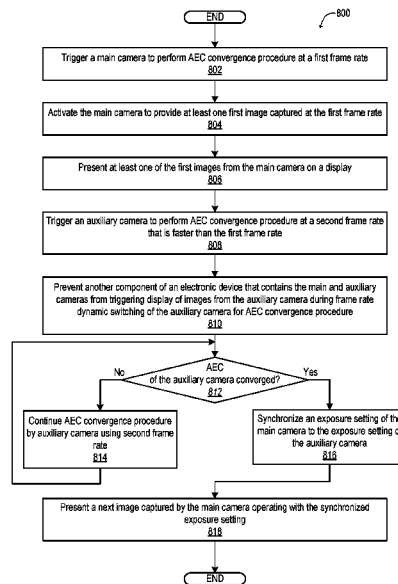 END
800
Trigger a main camera to perform AEC convergence procedure at a first frame rate
802
Activate the main camera to provide at least one first image captured at the first frame rate
804
Present at least one of the first images from the main camera on a display
806
Trigger an auxiliary camera to perform AEC convergence procedure at a second frame rate
that is faster than the first frame rate
808
Prevent another component of an electronic device that contains the main and auxiliary
cameras from triggering display of images from the auxiliary camera during frame rate
dynamic switching of the auxiliary camera for AEC convergence procedure
810
No
AEC
of the auxiliary camera converged?
812
Yes
Continue AEC convergence procedure
by auxiliary camera using second frame
rate
814
Synchronize an exposure setting of the
main camera to the exposure setting of
the auxiliary camera
816
Present a next image captured by the main camera operating with the synchronized
exposure setting
818
END